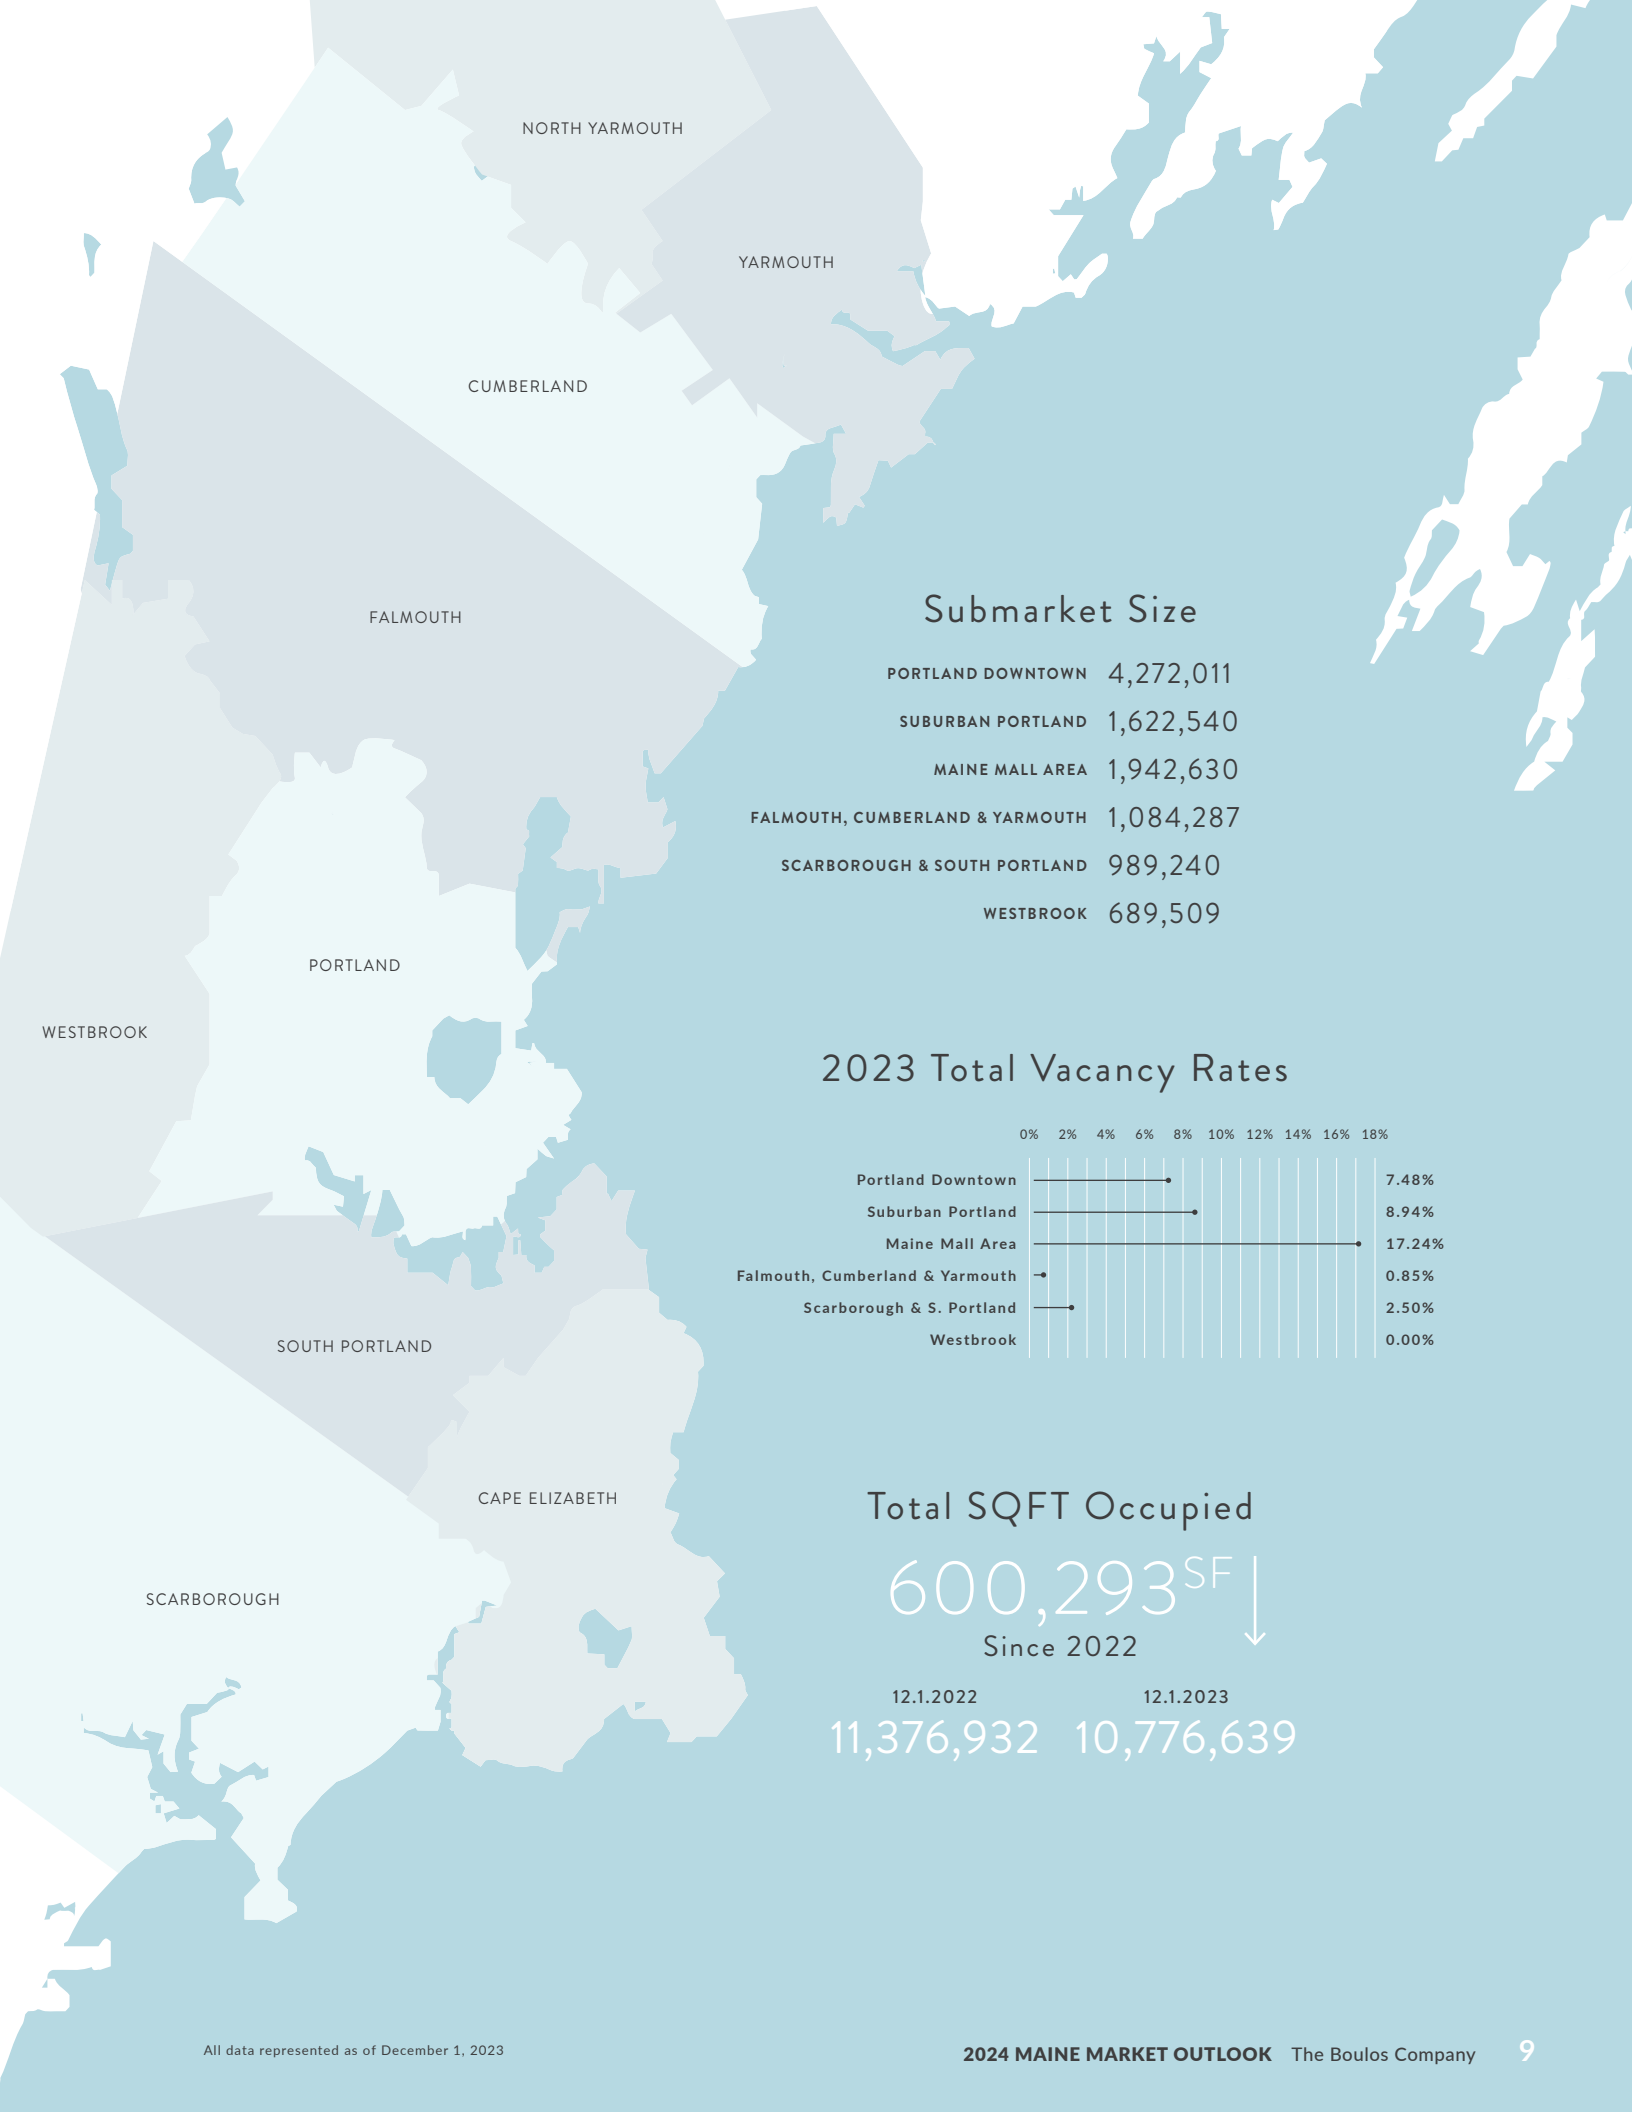 NORTH YARMOUTH
YARMOUTH
CUMBERLAND
FALMOUTH
PORTLAND
WESTBROOK
SOUTH PORTLAND
CAPE ELIZABETH
SCARBOROUGH
Submarket Size
PORTLAND DOWNTOWN 4,272,011
SUBURBAN PORTLAND 1,622,540
MAINE MALL AREA 1,942,630
FALMOUTH, CUMBERLAND & YARMOUTH 1,084,287
SCARBOROUGH & SOUTH PORTLAND 989,240
WESTBROOK 689,509
2023 Total Vacancy Rates
0% 2% 4% 6% 8% 10% 12% 14% 16% 18%
Portland Downtown 7.48%
Suburban Portland 8.94%
Maine Mall Area 17.24%
Falmouth, Cumberland & Yarmouth 0.85%
Scarborough & S. Portland 2.50%
Westbrook 0.00%
Total SQFT Occupied
600,293 SF
Since 2022
12.1.2022 12.1.2023
11,376,932 10,776,639
All data represented as of December 1, 2023
2024 MAINE MARKET OUTLOOK The Boulos Company 9